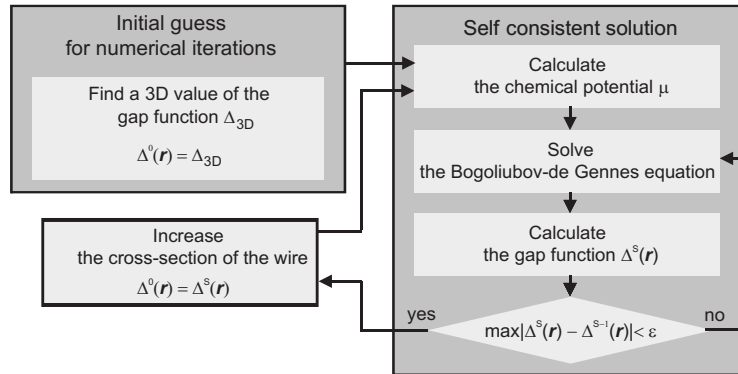 Initial guess
for numerical iterations
Find a 3D value of the
gap function Δ3D
Δ⁰(r) = Δ3D
Increase
the cross-section of the wire
Δ⁰(r) = Δˢ(r)
Self consistent solution
Calculate
the chemical potential μ
Solve
the Bogoliubov-de Gennes equation
Calculate
the gap function Δˢ(r)
yes
no
max|Δˢ(r) − Δˢ⁻¹(r)| < ε